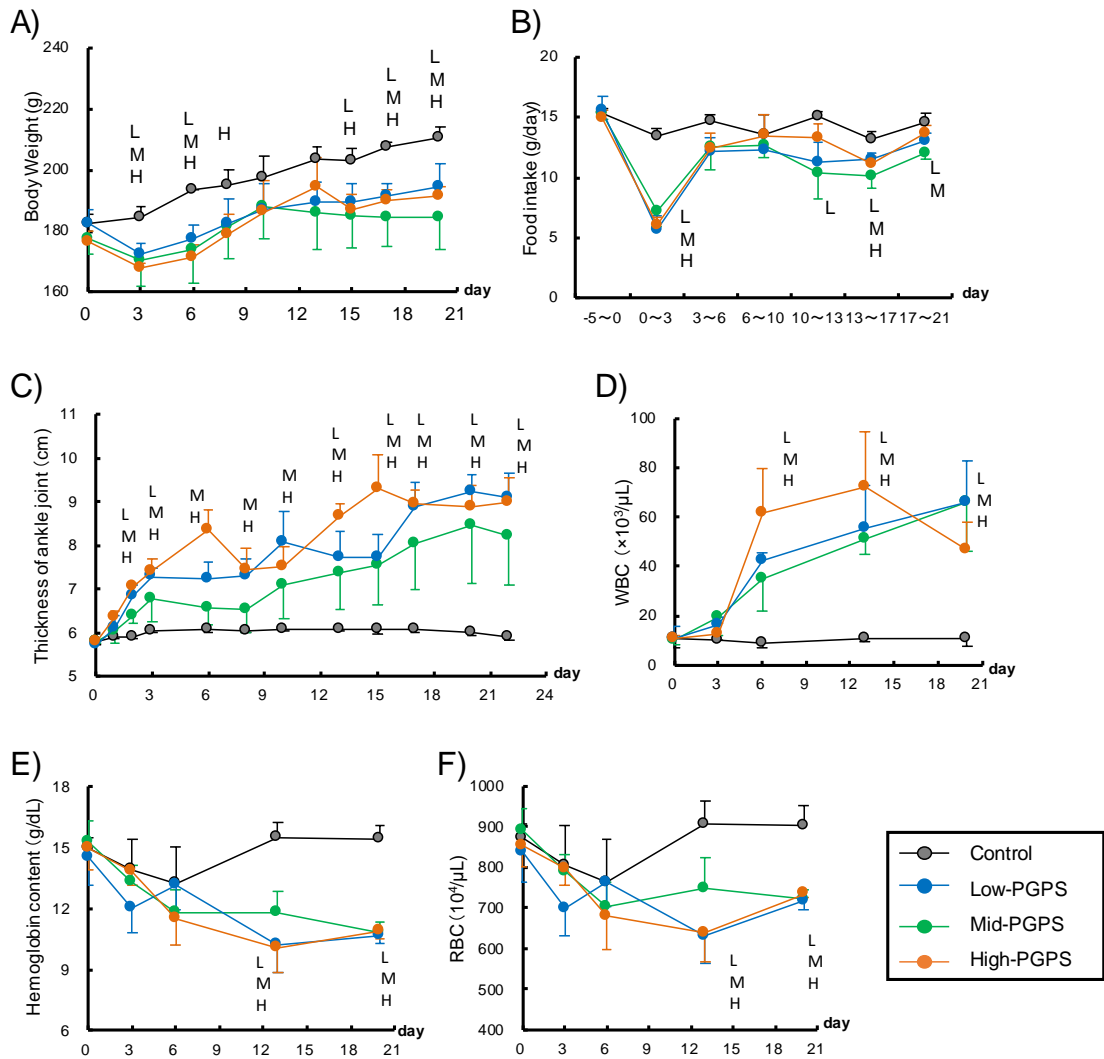 A)
Body Weight (g)
240
220
200
180
160
0 3 6 9 12 15 18 21
day
L
M
H
L
M
H
H
L
H
L
M
H
L
M
H
B)
Food intake (g/day)
20
15
10
5
0
-5～0 0～3 3～6 6～10 10～13 13～17 17～21
day
L
M
H
L
L
M
H
L
M
C)
Thickness of ankle joint (cm)
11
10
9
8
7
6
5
0 3 6 9 12 15 18 21 24
day
L
M
H
L
M
H
M
H
M
H
M
H
L
M
H
L
M
H
L
M
H
L
M
H
L
M
H
D)
WBC (×10³/μL)
100
80
60
40
20
0
0 3 6 9 12 15 18 21
day
L
M
H
L
M
H
L
M
H
E)
Hemoglobin content (g/dL)
18
15
12
9
6
0 3 6 9 12 15 18 21
day
L
M
H
L
M
H
F)
RBC (10⁴/μL)
1000
900
800
700
600
500
400
0 3 6 9 12 15 18 21
day
L
M
H
L
M
H
Control
Low-PGPS
Mid-PGPS
High-PGPS